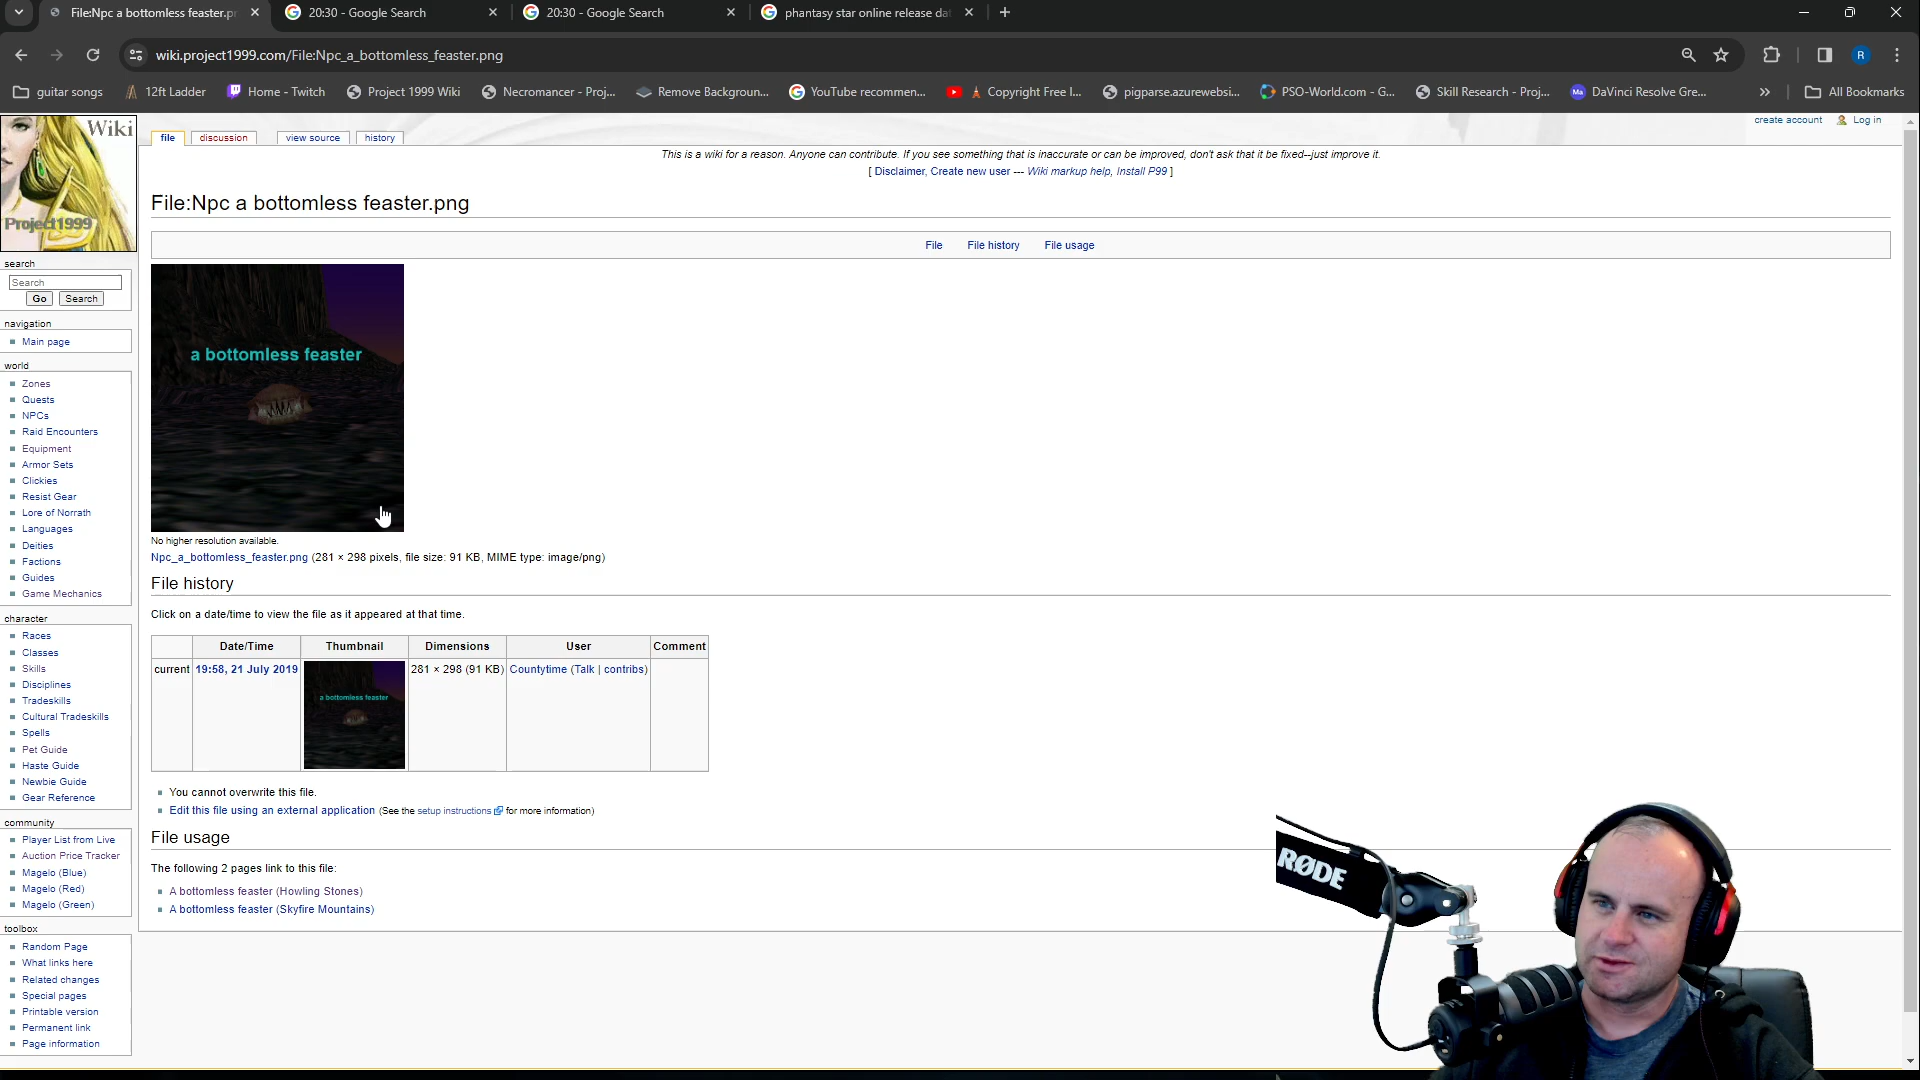 File:Npc a bottomless feaster.pr
20:30 - Google Search
20:30 - Google Search
phantasy star online release da
wiki.project1999.com/File:Npc_a_bottomless_feaster.png
R
guitar songs
12ft Ladder
Home - Twitch
Project 1999 Wiki
Necromancer - Proj...
Remove Backgroun...
YouTube recommen...
Copyright Free I...
pigparse.azurewebsi...
PSO-World.com - G...
Skill Research - Proj...
DaVinci Resolve Gre...
All Bookmarks
Wiki
Project1999
file
discussion
view source
history
create account
Log in
This is a wiki for a reason. Anyone can contribute. If you see something that is inaccurate or can be improved, don't ask that it be fixed--just improve it.
[ Disclaimer, Create new user --- Wiki markup help, Install P99 ]
File:Npc a bottomless feaster.png
File
File history
File usage
a bottomless feaster
No higher resolution available.
Npc_a_bottomless_feaster.png (281 × 298 pixels, file size: 91 KB, MIME type: image/png)
File history
Click on a date/time to view the file as it appeared at that time.
Date/Time Thumbnail Dimensions User Comment
current 19:58, 21 July 2019 281 × 298 (91 KB) Countytime (Talk | contribs)
a bottomless feaster
You cannot overwrite this file.
Edit this file using an external application (See the setup instructions for more information)
File usage
The following 2 pages link to this file:
A bottomless feaster (Howling Stones)
A bottomless feaster (Skyfire Mountains)
search
Search
Go
Search
navigation
Main page
world
Zones
Quests
NPCs
Raid Encounters
Equipment
Armor Sets
Clickies
Resist Gear
Lore of Norrath
Languages
Deities
Factions
Guides
Game Mechanics
character
Races
Classes
Skills
Disciplines
Tradeskills
Cultural Tradeskills
Spells
Pet Guide
Haste Guide
Newbie Guide
Gear Reference
community
Player List from Live
Auction Price Tracker
Magelo (Blue)
Magelo (Red)
Magelo (Green)
toolbox
Random Page
What links here
Related changes
Special pages
Printable version
Permanent link
Page information
RØDE